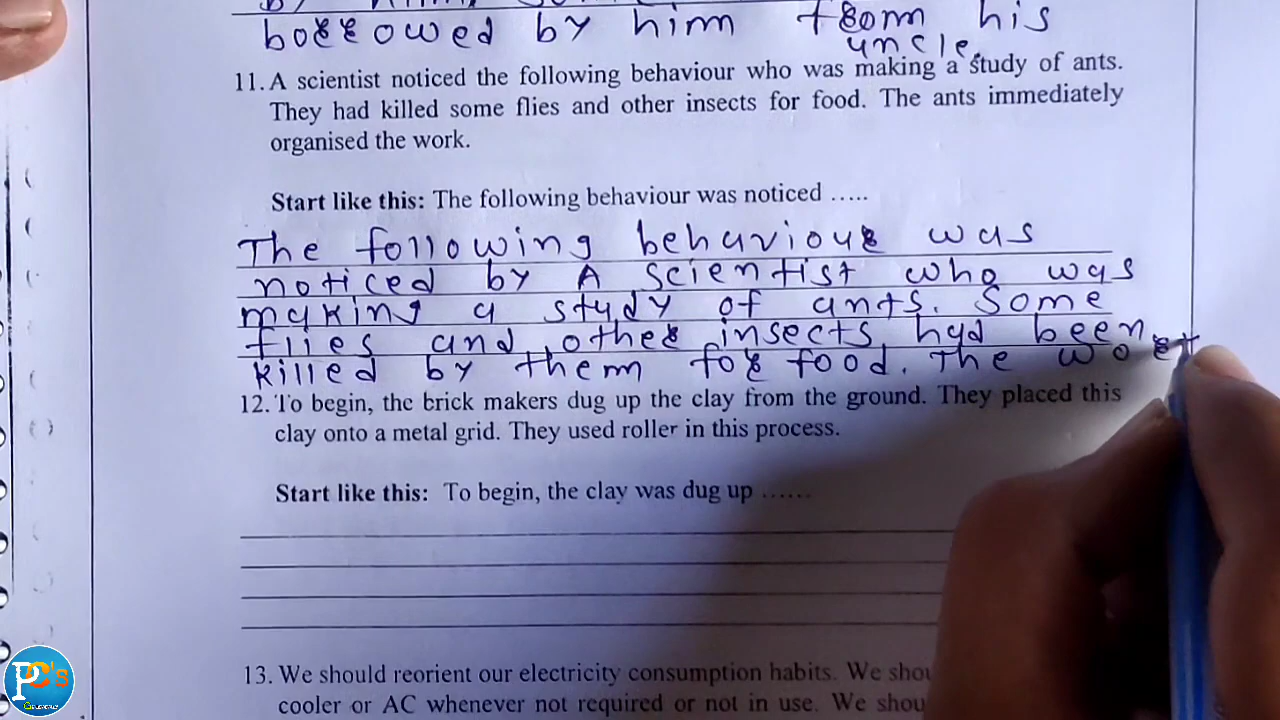 borrowed by him from his
uncle.
11. A scientist noticed the following behaviour who was making a study of ants.
They had killed some flies and other insects for food. The ants immediately
organised the work.
Start like this: The following behaviour was noticed .....
The following behaviour was
noticed by A scientist who was
making a study of ants. Some
flies and other insects had been
killed by them for food. The wor
12. To begin, the brick makers dug up the clay from the ground. They placed this
clay onto a metal grid. They used roller in this process.
Start like this: To begin, the clay was dug up ......
13. We should reorient our electricity consumption habits. We shou
cooler or AC whenever not required or not in use. We shou
PC's